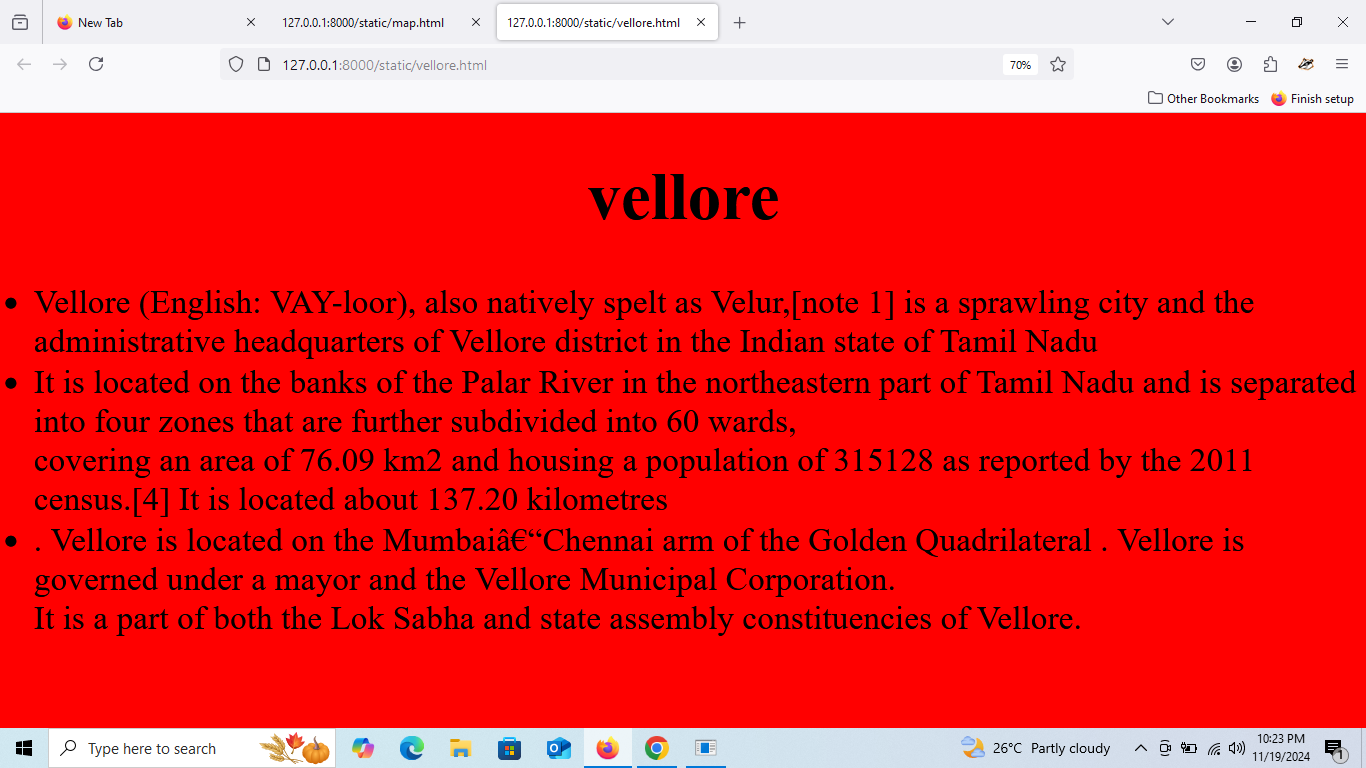 New Tab
127.0.0.1:8000/static/map.html
127.0.0.1:8000/static/vellore.html
127.0.0.1:8000/static/vellore.html
70%
Other Bookmarks
Finish setup
vellore
• Vellore (English: VAY-loor), also natively spelt as Velur,[note 1] is a sprawling city and the
administrative headquarters of Vellore district in the Indian state of Tamil Nadu
• It is located on the banks of the Palar River in the northeastern part of Tamil Nadu and is separated
into four zones that are further subdivided into 60 wards,
covering an area of 76.09 km2 and housing a population of 315128 as reported by the 2011
census.[4] It is located about 137.20 kilometres
• . Vellore is located on the Mumbaiâ€“Chennai arm of the Golden Quadrilateral . Vellore is
governed under a mayor and the Vellore Municipal Corporation.
It is a part of both the Lok Sabha and state assembly constituencies of Vellore.
Type here to search
26°C Partly cloudy
10:23 PM
11/19/2024
1